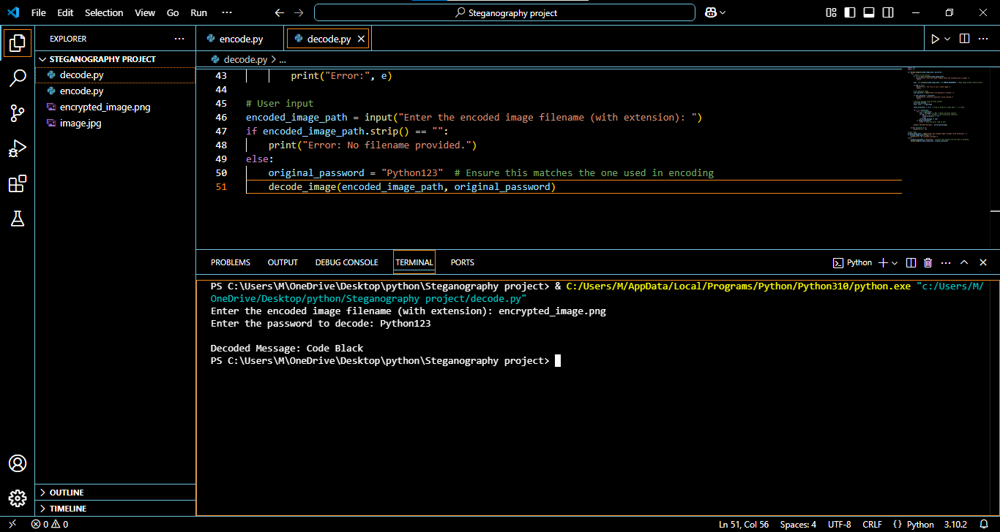 File Edit Selection View Go Run ··· Steganography project
EXPLORER ···
STEGANOGRAPHY PROJECT
decode.py
encode.py
encrypted_image.png
image.jpg
OUTLINE
TIMELINE
encode.py decode.py
decode.py > ...
43 print("Error:", e)
44
45 # User input
46 encoded_image_path = input("Enter the encoded image filename (with extension): ")
47 if encoded_image_path.strip() == "":
48 print("Error: No filename provided.")
49 else:
50 original_password = "Python123" # Ensure this matches the one used in encoding
51 decode_image(encoded_image_path, original_password)
PROBLEMS OUTPUT DEBUG CONSOLE TERMINAL PORTS Python ···
PS C:\Users\M\OneDrive\Desktop\python\Steganography project> & C:/Users/M/AppData/Local/Programs/Python/Python310/python.exe "c:/Users/M/
OneDrive/Desktop/python/Steganography project/decode.py"
Enter the encoded image filename (with extension): encrypted_image.png
Enter the password to decode: Python123
Decoded Message: Code Black
PS C:\Users\M\OneDrive\Desktop\python\Steganography project>
0 0 Ln 51, Col 56 Spaces: 4 UTF-8 CRLF {} Python 3.10.2